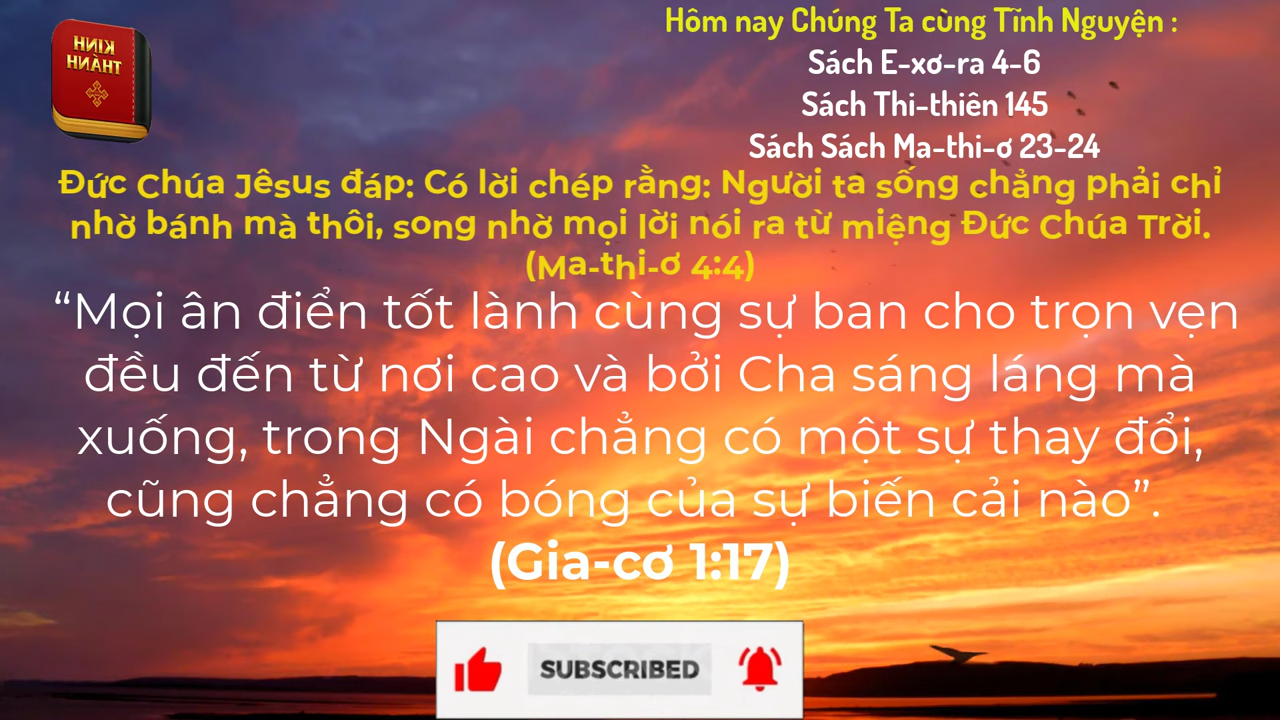 KINH
THÁNH
Hôm nay Chúng Ta cùng Tĩnh Nguyện :
Sách E-xơ-ra 4-6
Sách Thi-thiên 145
Sách Sách Ma-thi-ơ 23-24
Đức Chúa Jêsus đáp: Có lời chép rằng: Người ta sống chẳng phải chỉ
nhờ bánh mà thôi, song nhờ mọi lời nói ra từ miệng Đức Chúa Trời.
(Ma-thi-ơ 4:4)
“Mọi ân điển tốt lành cùng sự ban cho trọn vẹn
đều đến từ nơi cao và bởi Cha sáng láng mà
xuống, trong Ngài chẳng có một sự thay đổi,
cũng chẳng có bóng của sự biến cải nào”.
(Gia-cơ 1:17)
SUBSCRIBED